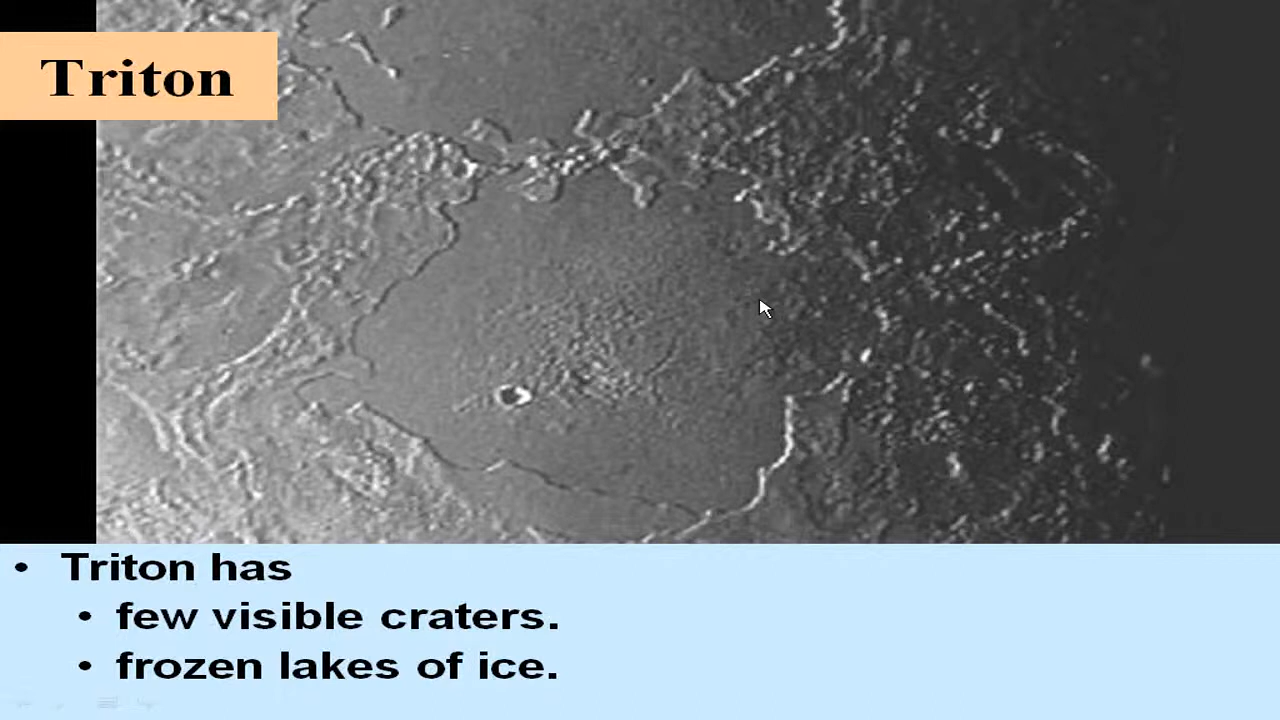 Triton
• Triton has
• few visible craters.
• frozen lakes of ice.